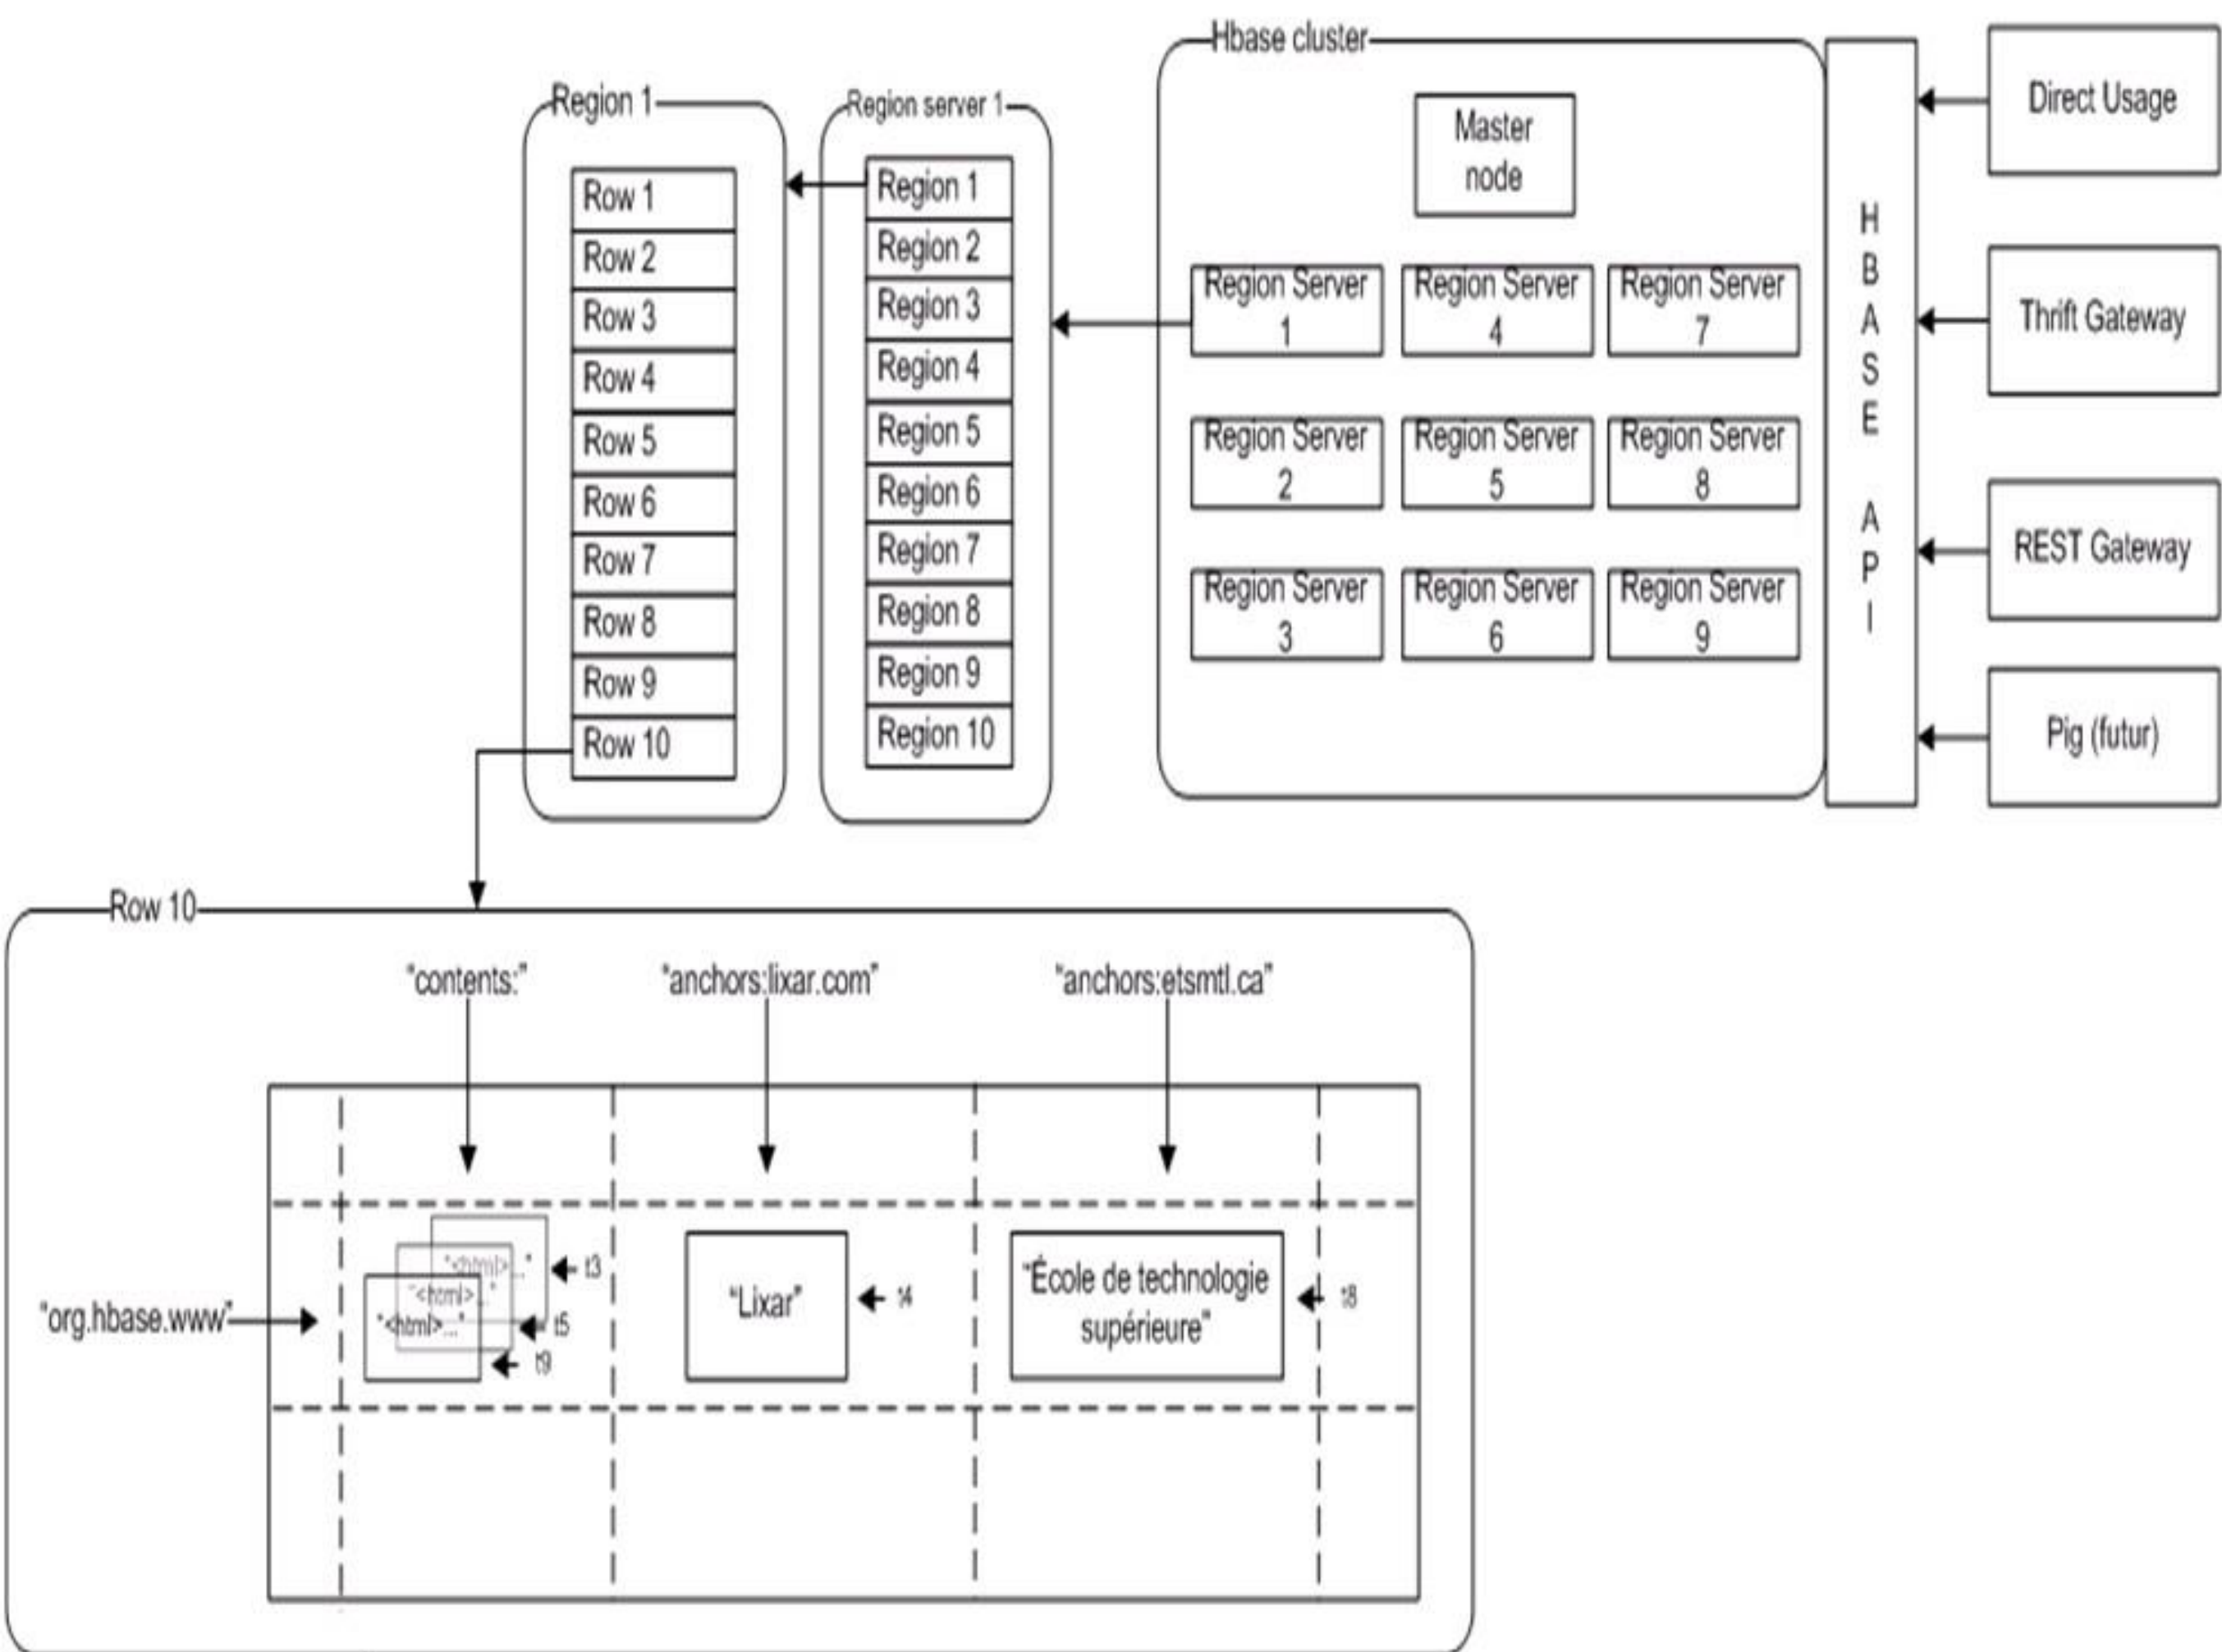 Hbase cluster
Master
node
Region Server
1
Region Server
4
Region Server
7
Region Server
2
Region Server
5
Region Server
8
Region Server
3
Region Server
6
Region Server
9
HBASE API
Direct Usage
Thrift Gateway
REST Gateway
Pig (futur)
Region server 1
Region 1
Region 2
Region 3
Region 4
Region 5
Region 6
Region 7
Region 8
Region 9
Region 10
Region 1
Row 1
Row 2
Row 3
Row 4
Row 5
Row 6
Row 7
Row 8
Row 9
Row 10
Row 10
"contents:"
"anchors:lixar.com"
"anchors:etsmtl.ca"
"org.hbase.www"
"<html>..."
t3
"<html>..."
t5
"<html>..."
t9
"Lixar"
t4
"École de technologie
supérieure"
t8